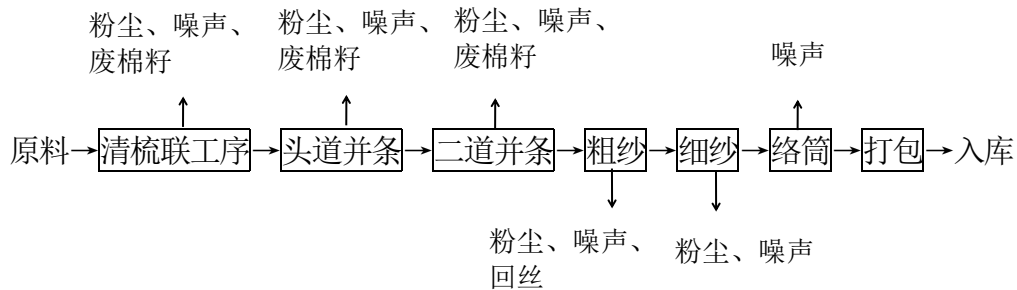 粉尘、噪声、
废棉籽
粉尘、噪声、
废棉籽
粉尘、噪声、
废棉籽
噪声
原料 清梳联工序 头道并条 二道并条 粗纱 细纱 络筒 打包 入库
粉尘、噪声、
回丝
粉尘、噪声